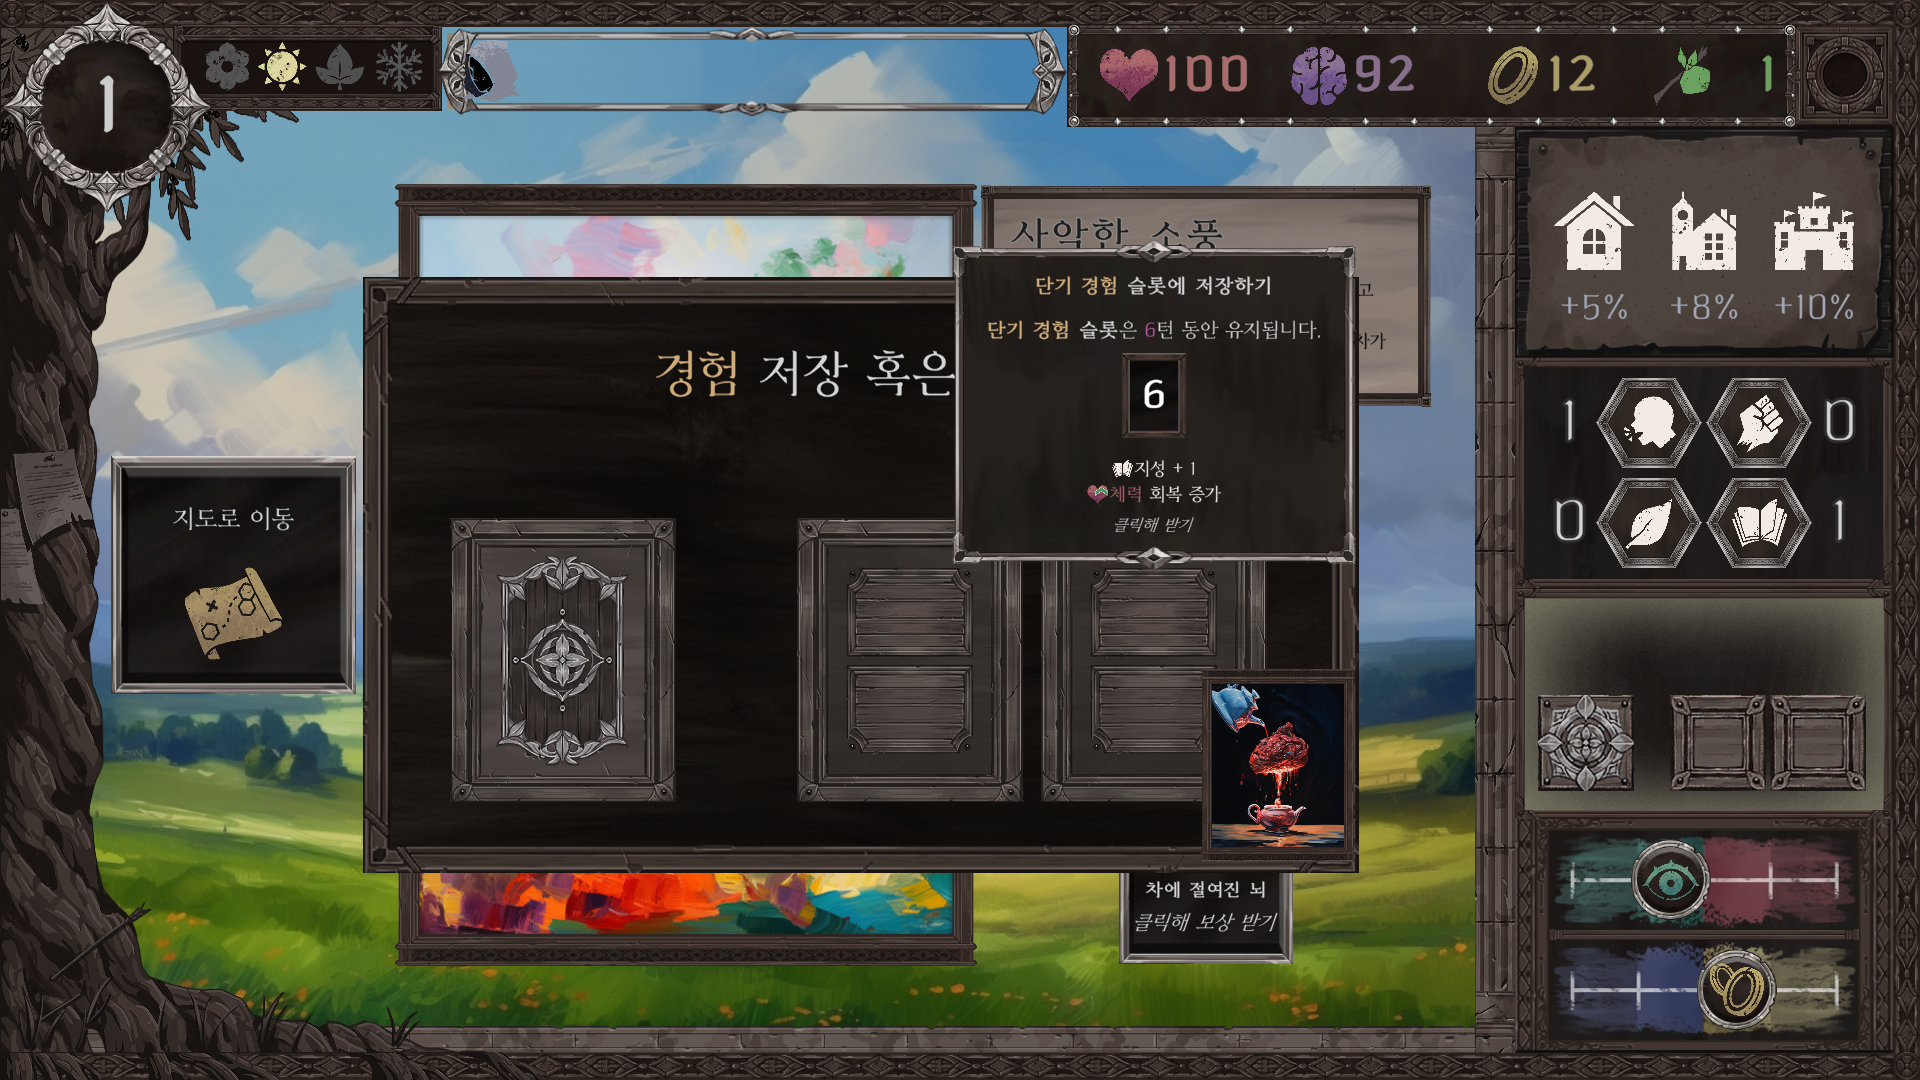 1
100
92
12
1
사악한 소풍
고
차가
단기 경험 슬롯에 저장하기
단기 경험 슬롯은 6턴 동안 유지됩니다.
6
지성 + 1
체력 회복 증가
클릭해 받기
경험 저장 혹은
지도로 이동
차에 절여진 뇌
클릭해 보상 받기
+5%
+8%
+10%
1
0
0
1